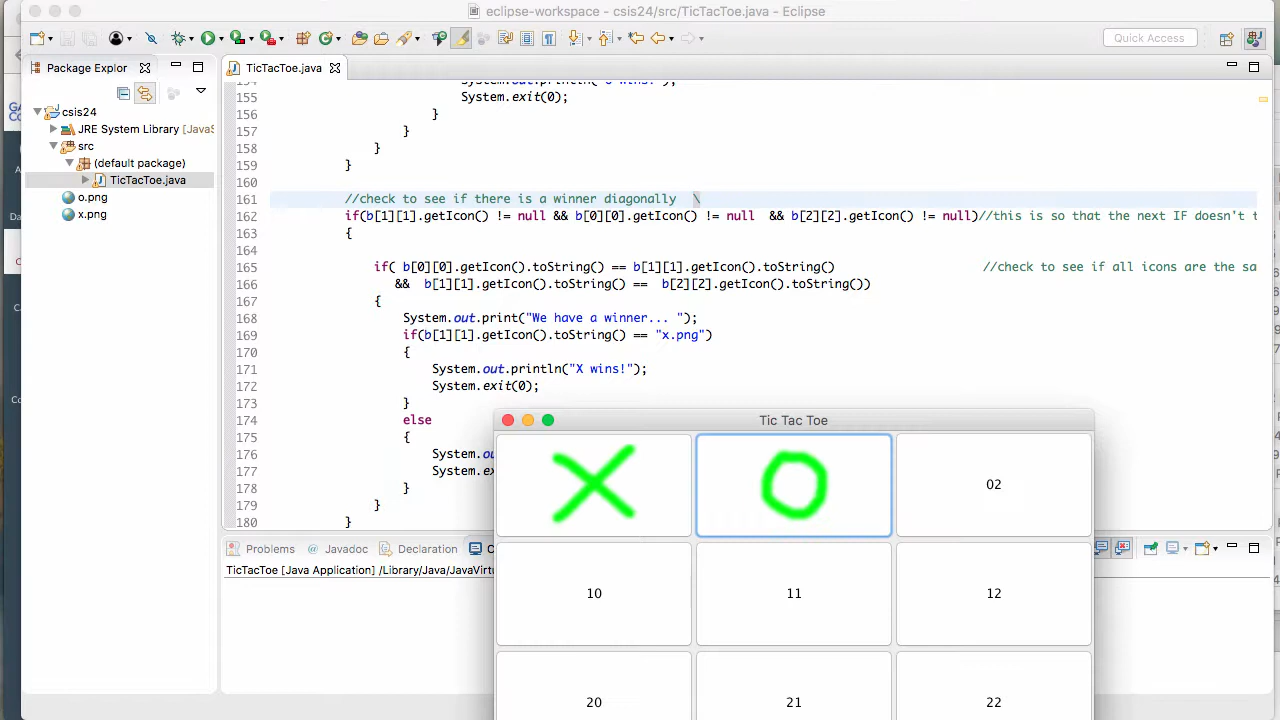 eclipse-workspace - csis24/src/TicTacToe.java - Eclipse
Quick Access
Package Explor
TicTacToe.java
csis24
JRE System Library [JavaS
src
(default package)
TicTacToe.java
o.png
x.png
155 System.exit(0);
156 }
157 }
158 }
159 }
160
161 //check to see if there is a winner diagonally \
162 if(b[1][1].getIcon() != null && b[0][0].getIcon() != null && b[2][2].getIcon() != null)//this is so that the next IF doesn't t
163 {
164
165 if( b[0][0].getIcon().toString() == b[1][1].getIcon().toString() //check to see if all icons are the sa
166 && b[1][1].getIcon().toString() == b[2][2].getIcon().toString())
167 {
168 System.out.print("We have a winner... ");
169 if(b[1][1].getIcon().toString() == "x.png")
170 {
171 System.out.println("X wins!");
172 System.exit(0);
173 }
174 else
175 {
176 System.ou
177 System.ex
178 }
179 }
180 }
Tic Tac Toe
X O 02
10 11 12
20 21 22
Problems @ Javadoc Declaration
TicTacToe [Java Application] /Library/Java/JavaVirtu